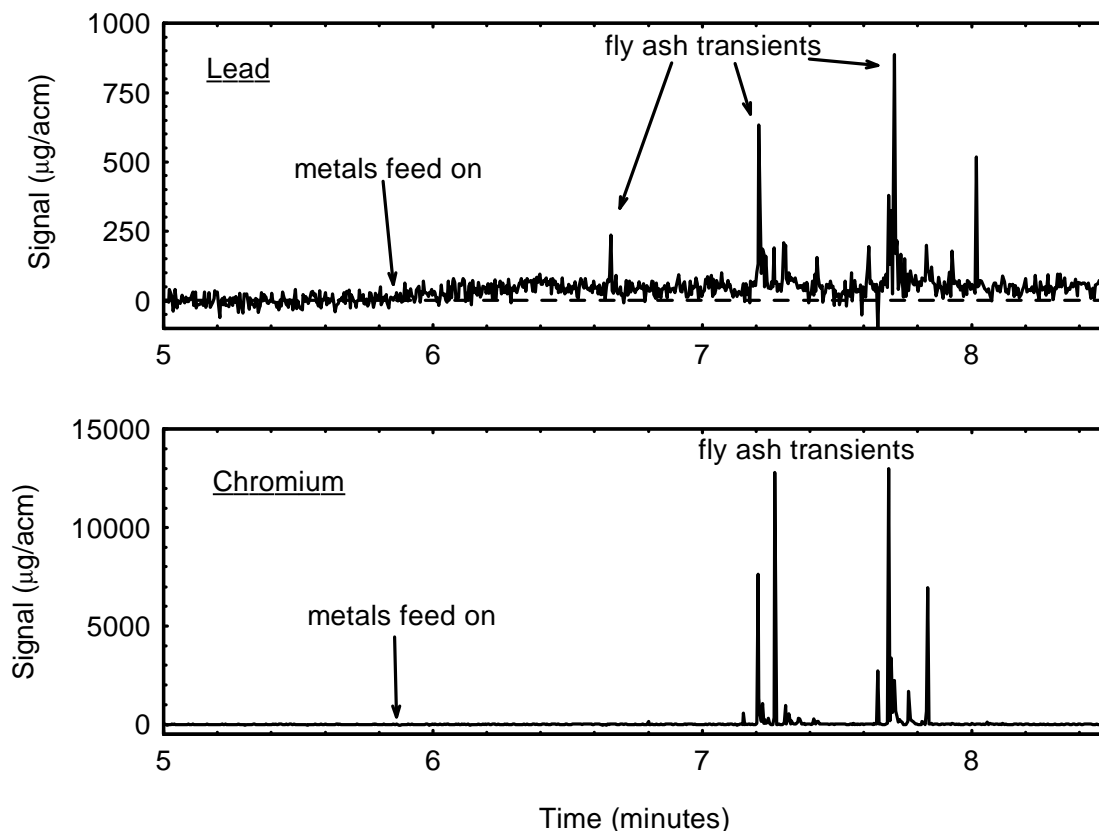 1000
fly ash transients
Lead
750
500
metals feed on
250
0
Signal (μg/acm)
5 6 7 8
15000
fly ash transients
Chromium
10000
metals feed on
5000
0
Signal (μg/acm)
5 6 7 8
Time (minutes)